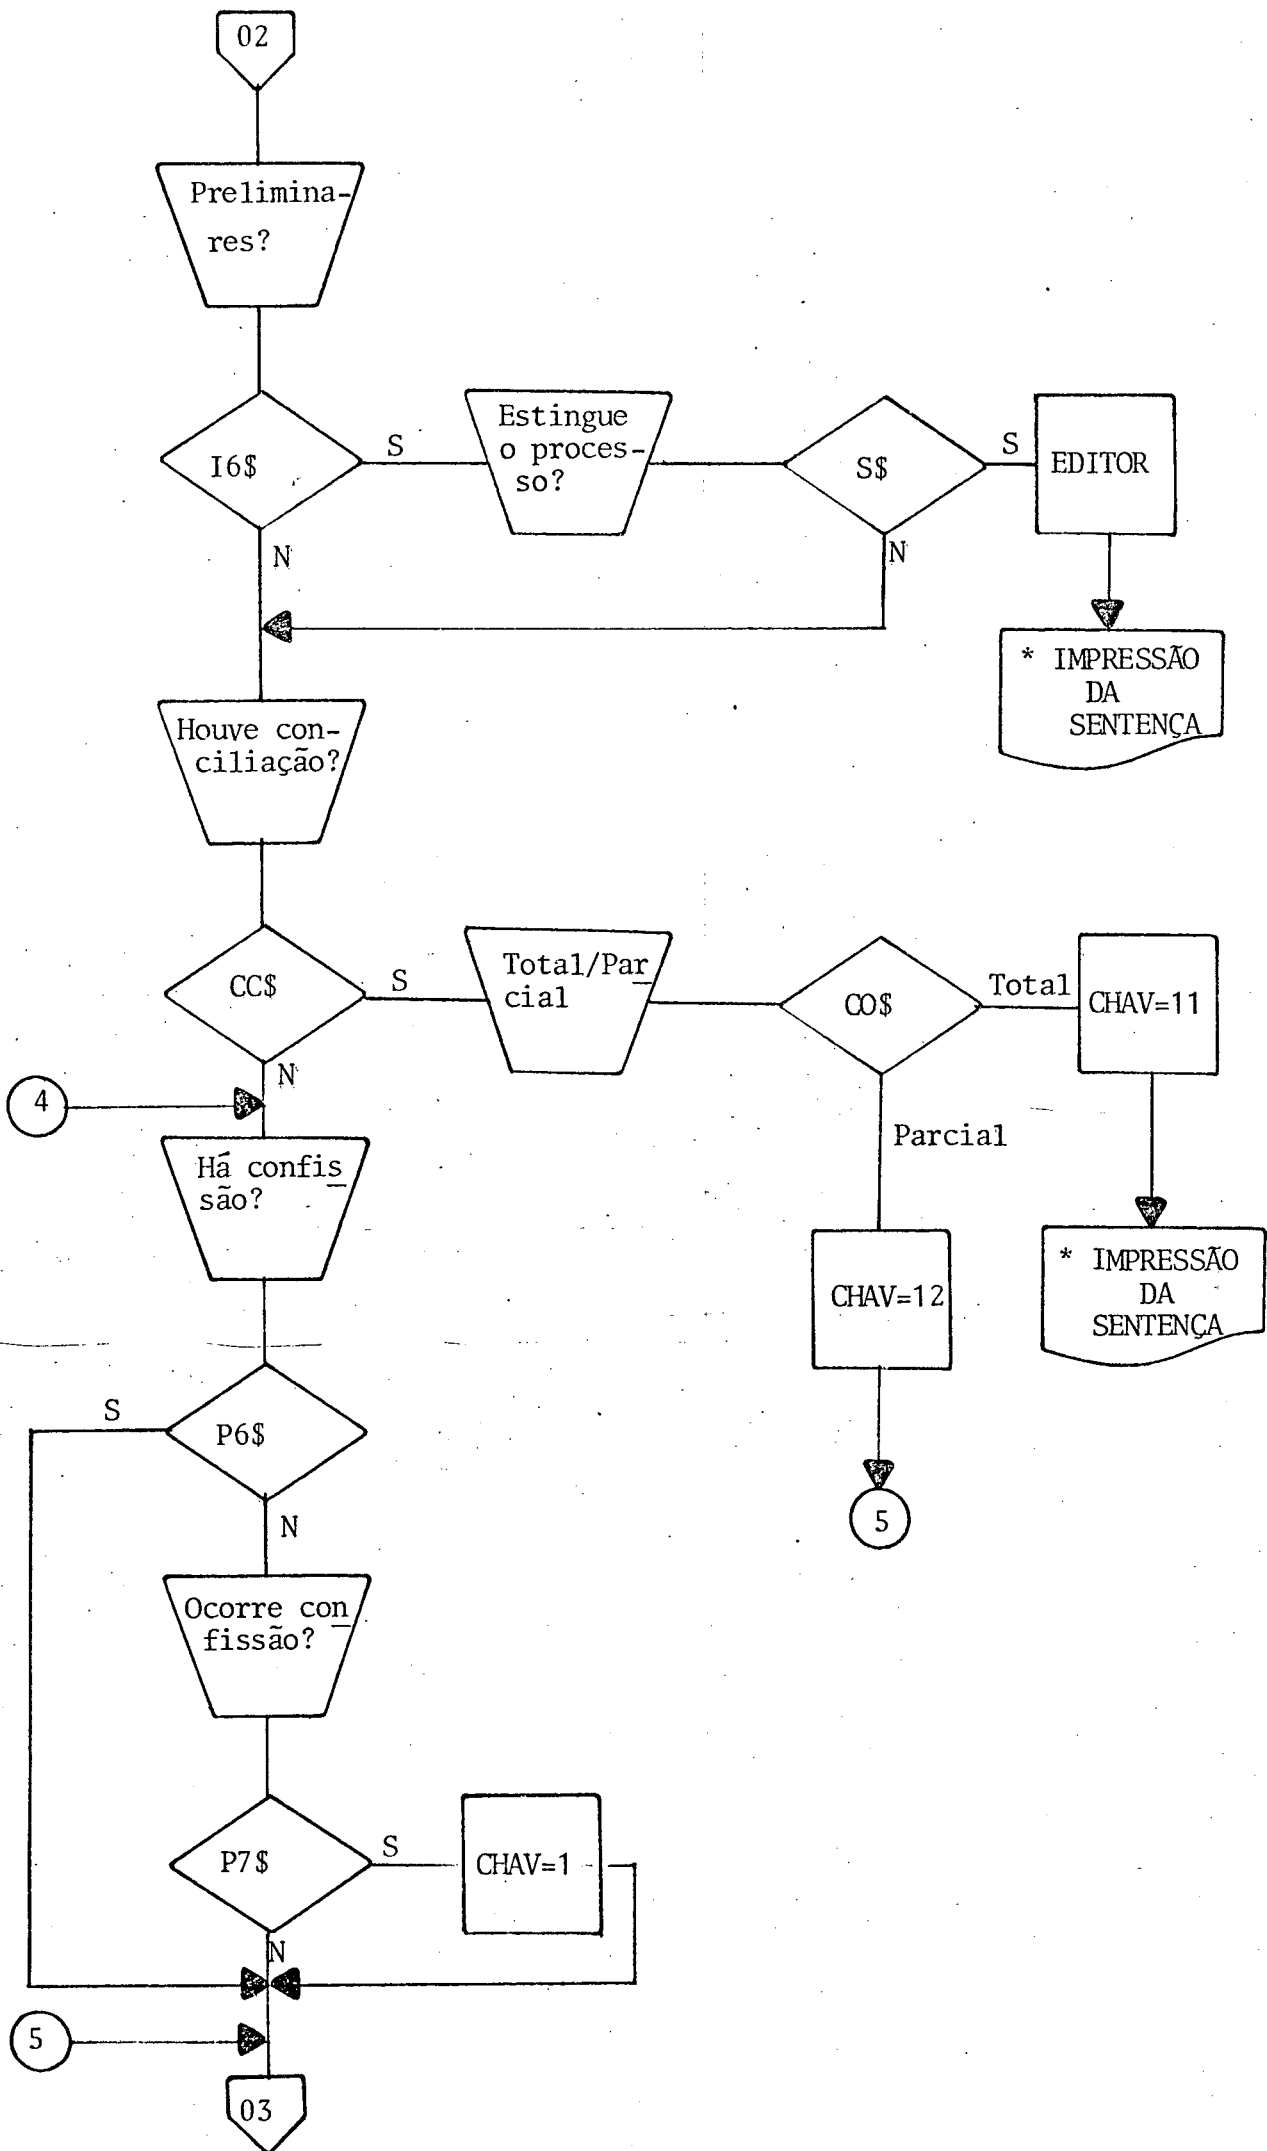 02
Prelimina-
res?
I6$
S
Estingue
o proces-
so?
S$
S
EDITOR
N
N
* IMPRESSÃO
DA
SENTENÇA
Houve con-
ciliação?
CC$
S
Total/Par
cial
CO$
Total
CHAV=11
N
4
Parcial
Há confis
são?
CHAV=12
* IMPRESSÃO
DA
SENTENÇA
S
P6$
N
5
Ocorre con
fissão?
P7$
S
CHAV=1
N
5
03